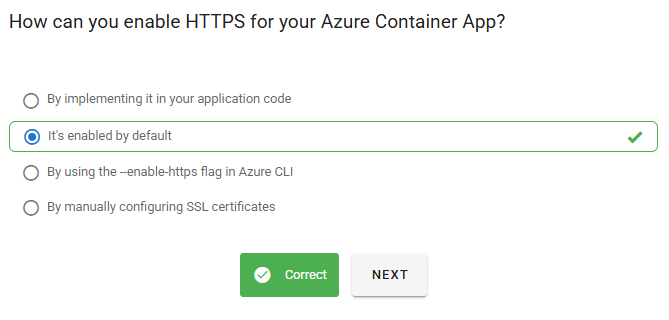 How can you enable HTTPS for your Azure Container App?
By implementing it in your application code
It's enabled by default
By using the --enable-https flag in Azure CLI
By manually configuring SSL certificates
Correct
NEXT